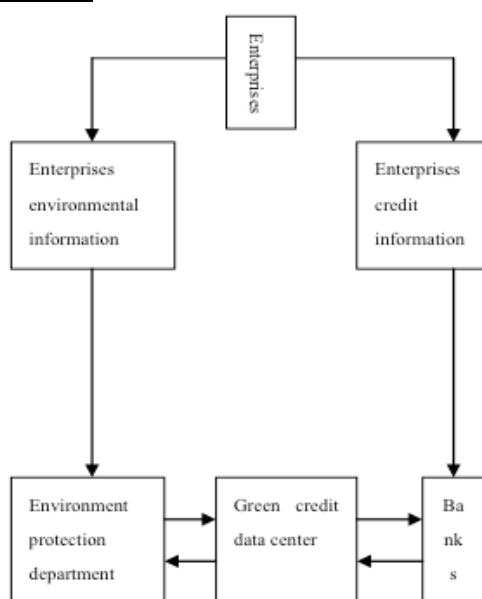 Enterprises
Enterprises
environmental
information
Enterprises
credit
information
Environment
protection
department
Green credit
data center
Ba
nk
s